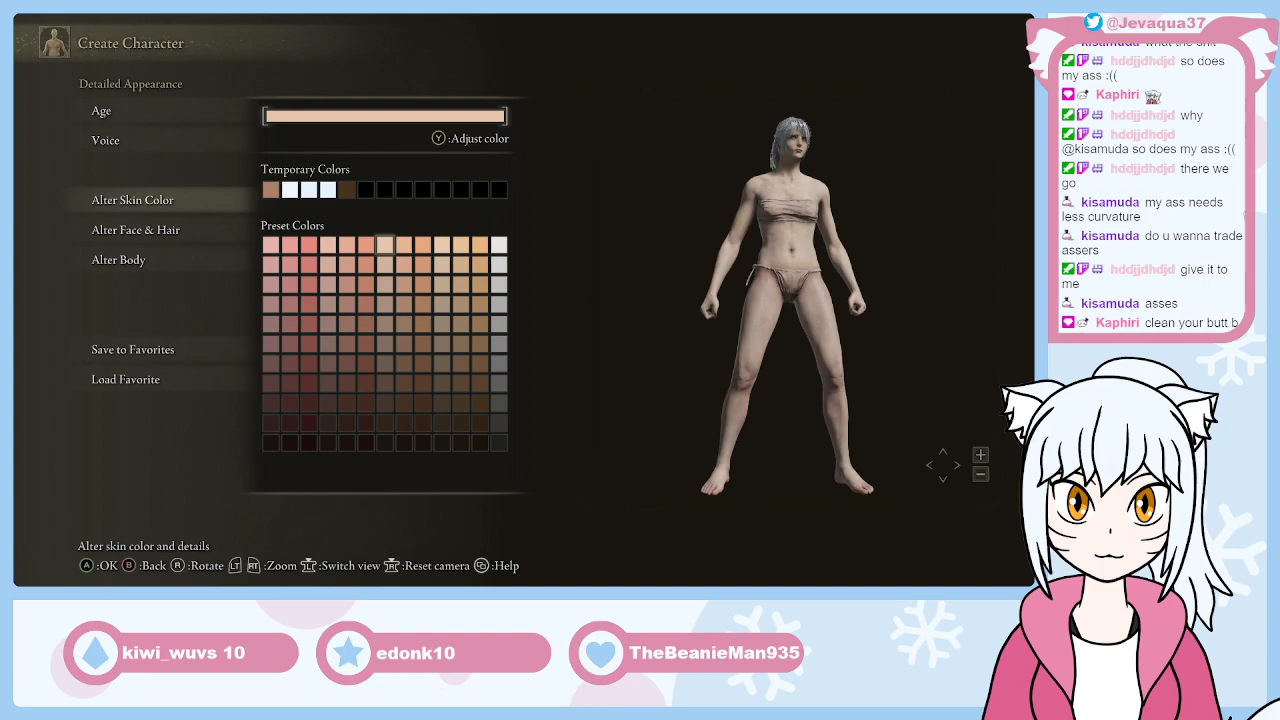 Create Character
Detailed Appearance
Age
Voice
Alter Skin Color
Alter Face & Hair
Alter Body
Save to Favorites
Load Favorite
Y:Adjust color
Temporary Colors
Preset Colors
Alter skin color and details
A:OK B:Back R:Rotate LT RT:Zoom L:Switch view R:Reset camera :Help
@Jevaqua37
kisamuda what the shit
hddjjdhdjd so does
my ass :((
Kaphiri
hddjjdhdjd why
hddjjdhdjd
@kisamuda so does my ass :((
hddjjdhdjd there we
go
kisamuda my ass needs
less curvature
kisamuda do u wanna trade
assers
hddjjdhdjd give it to
me
kisamuda asses
Kaphiri clean your butt b
kiwi_wuvs 10
edonk10
TheBeanieMan935